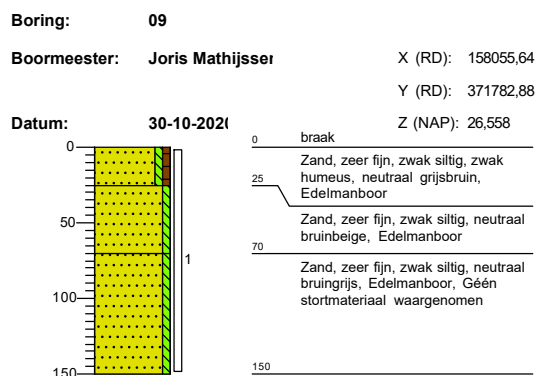 Boring: 09
Boormeester: Joris Mathijsser
X (RD): 158055,64
Y (RD): 371782,88
Datum: 30-10-2020
Z (NAP): 26,558
0
50
100
150
1
0 braak
Zand, zeer fijn, zwak siltig, zwak
humeus, neutraal grijsbruin,
Edelmanboor
25
Zand, zeer fijn, zwak siltig, neutraal
bruinbeige, Edelmanboor
70
Zand, zeer fijn, zwak siltig, neutraal
bruingrijs, Edelmanboor, Géén
stortmateriaal waargenomen
150